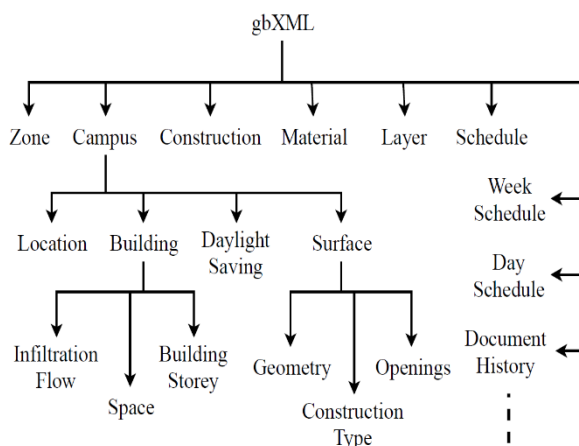 gbXML
Zone
Campus
Construction
Material
Layer
Schedule
Week
Schedule
Location
Building
Daylight
Saving
Surface
Day
Schedule
Infiltration
Flow
Building
Storey
Space
Geometry
Openings
Construction
Type
Document
History